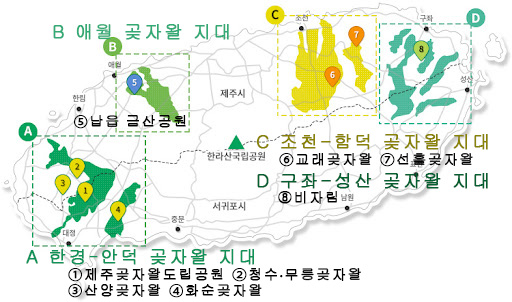 B 애월 곶자왈 지대
C
조천
구좌
D
B
애월
7
8
5
6
성산
한림
제주시
⑤납읍 금산공원
A
한라산국립공원
C 조천-함덕 곶자왈 지대
⑥교래곶자왈 ⑦선흘곶자왈
2
D 구좌-성산 곶자왈 지대
3
1
⑧비자림
4
서귀포시
남원
중문
대정
A 한경-안덕 곶자왈 지대
①제주곶자왈도립공원 ②청수·무릉곶자왈
③산양곶자왈 ④화순곶자왈